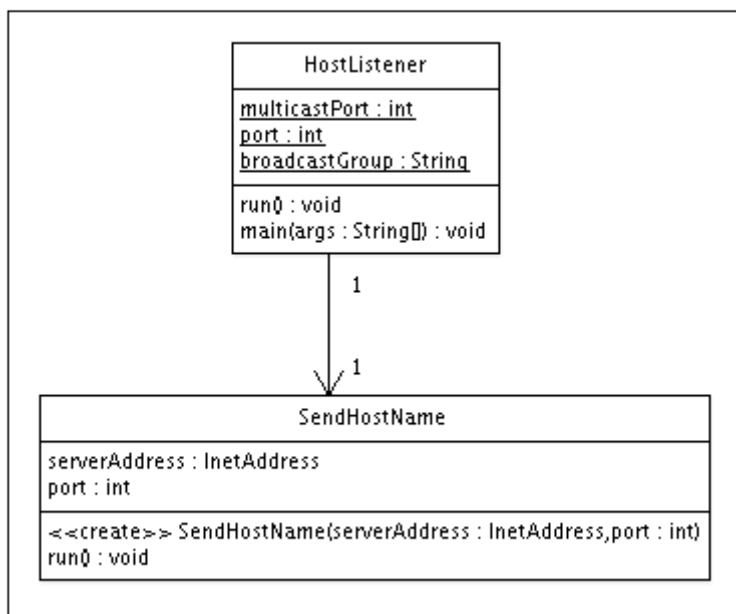 HostListener
multicastPort : int
port : int
broadcastGroup : String
run() : void
main(args : String[]) : void
1
1
SendHostName
serverAddress : InetAddress
port : int
<<create>> SendHostName(serverAddress : InetAddress,port : int)
run() : void